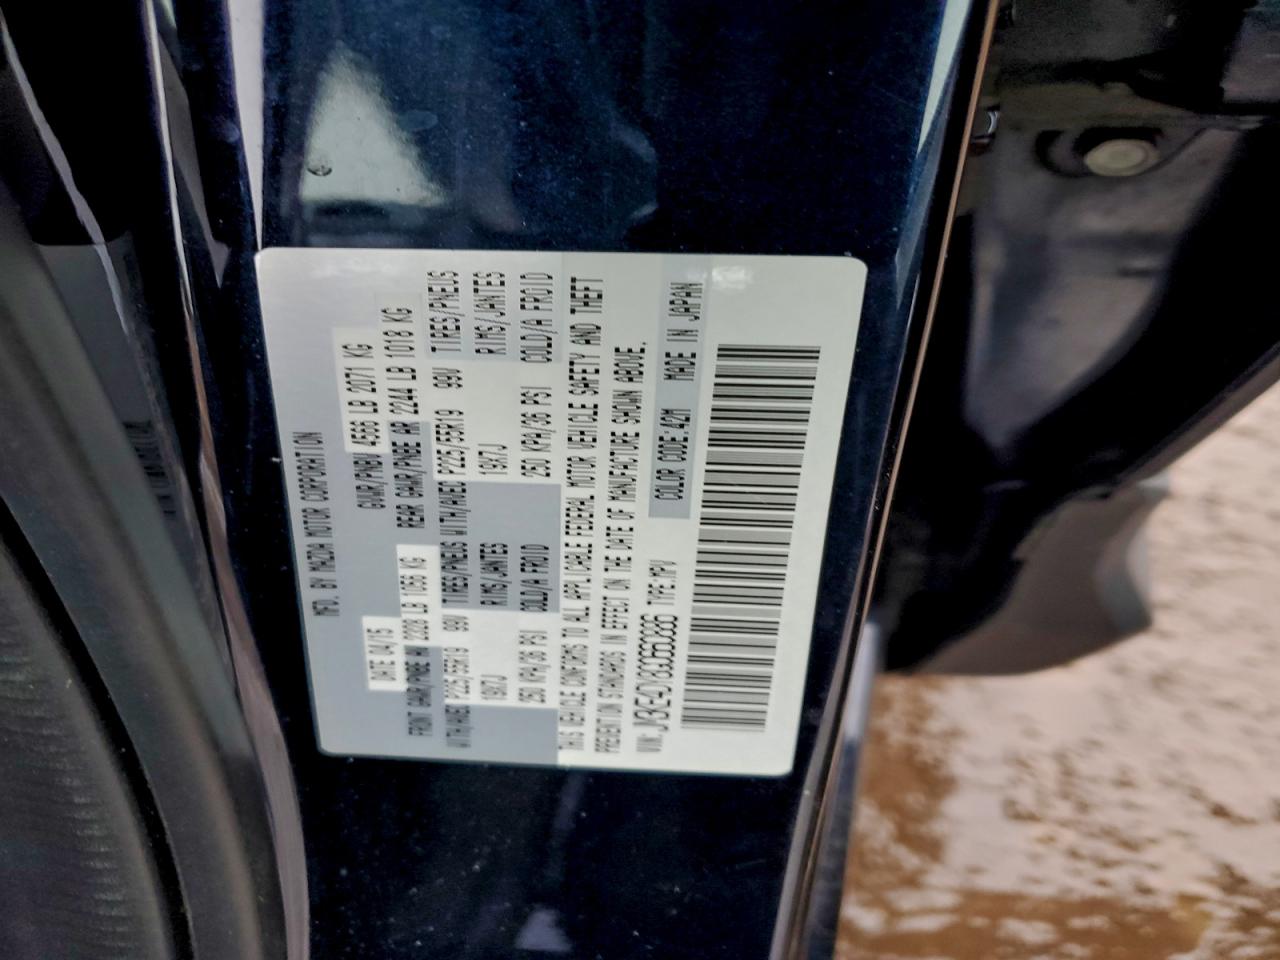 MFD. BY MAZDA MOTOR CORPORATION
DATE 04/15 GVWR/PNBV 4566 LB 2071 KG
FRONT GAWR/PNBE AV 2328 LB 1056 KG REAR GAWR/PNBE AR 2244 LB 1018 KG
WITH/AVEC P225/55R19 99V TIRES/PNEUS WITH/AVEC P225/55R19 99V TIRES/PNEUS
19X7J RIMS/JANTES 19X7J RIMS/JANTES
250 KPA/36 PSI COLD/A FROID 250 KPA/36 PSI COLD/A FROID
THIS VEHICLE CONFORMS TO ALL APPLICABLE FEDERAL MOTOR VEHICLE SAFETY AND THEFT
PREVENTION STANDARDS IN EFFECT ON THE DATE OF MANUFACTURE SHOWN ABOVE.
VIN: TYPE:MPV COLOR CODE:42M MADE IN JAPAN